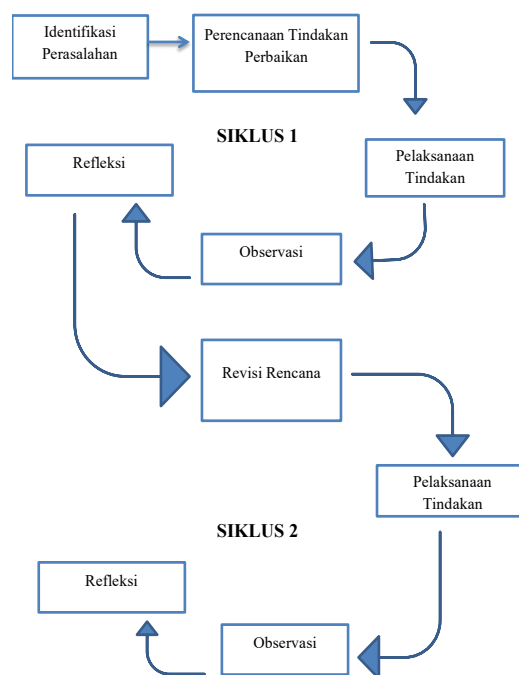 Identifikasi
Perasalahan
Perencanaan Tindakan
Perbaikan
SIKLUS 1
Refleksi
Pelaksanaan
Tindakan
Observasi
Revisi Rencana
Pelaksanaan
Tindakan
SIKLUS 2
Refleksi
Observasi